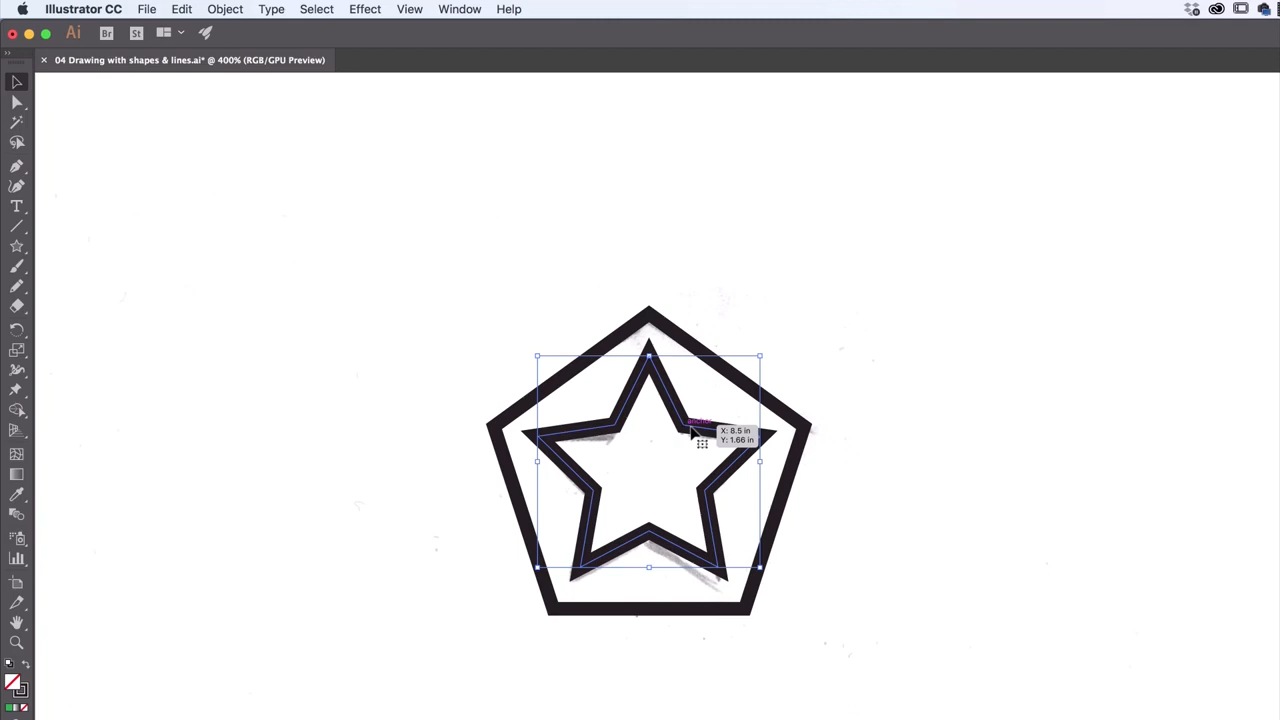 Illustrator CC File Edit Object Type Select Effect View Window Help
Ai Br St
× 04 Drawing with shapes & lines.ai* @ 400% (RGB/GPU Preview)
T
anchor
X: 8.5 in
Y: 1.66 in